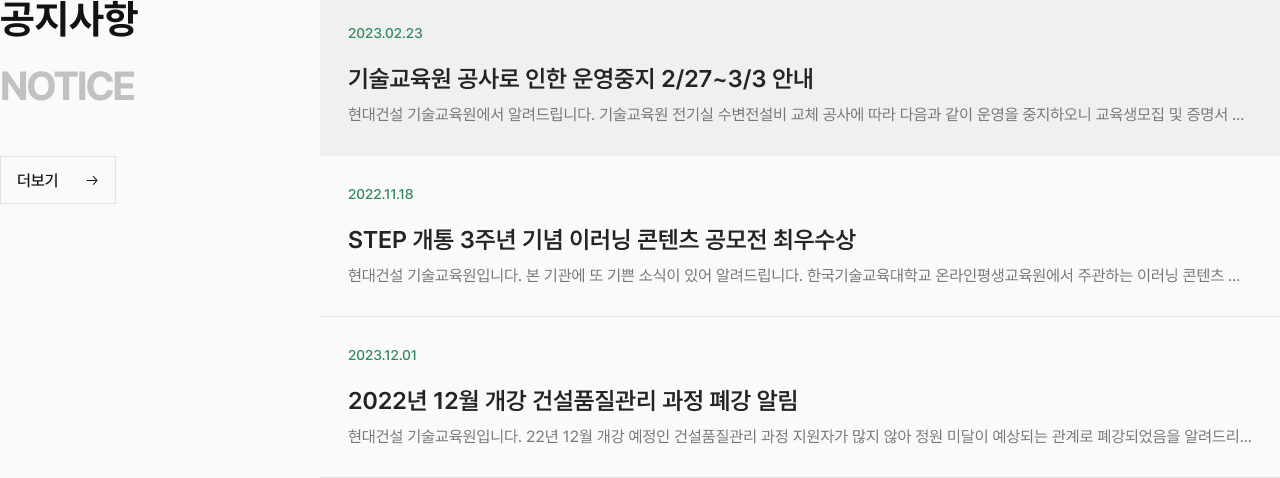 공지사항
NOTICE
더보기
2023.02.23
기술교육원 공사로 인한 운영중지 2/27~3/3 안내
현대건설 기술교육원에서 알려드립니다. 기술교육원 전기실 수변전설비 교체 공사에 따라 다음과 같이 운영을 중지하오니 교육생모집 및 증명서 ...
2022.11.18
STEP 개통 3주년 기념 이러닝 콘텐츠 공모전 최우수상
현대건설 기술교육원입니다. 본 기관에 또 기쁜 소식이 있어 알려드립니다. 한국기술교육대학교 온라인평생교육원에서 주관하는 이러닝 콘텐츠 ...
2023.12.01
2022년 12월 개강 건설품질관리 과정 폐강 알림
현대건설 기술교육원입니다. 22년 12월 개강 예정인 건설품질관리 과정 지원자가 많지 않아 정원 미달이 예상되는 관계로 폐강되었음을 알려드리...